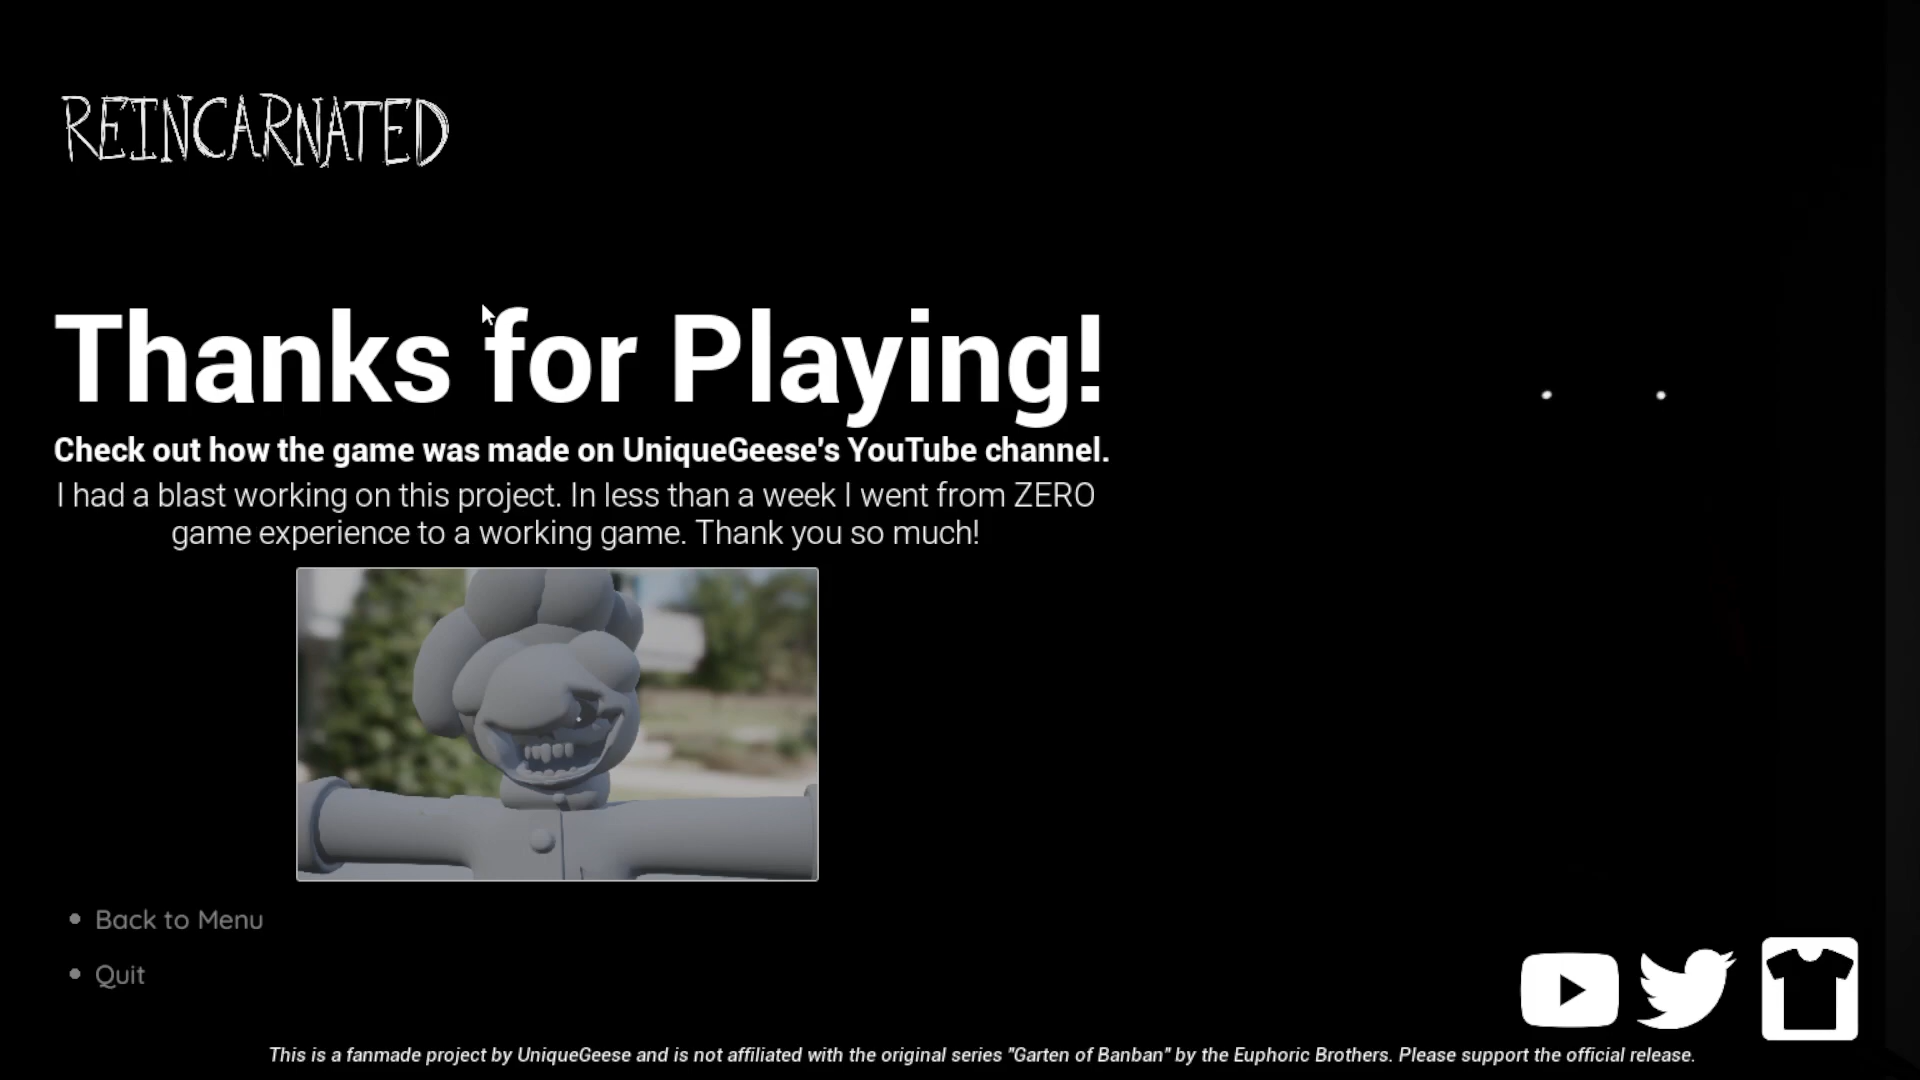 REINCARNATED
Thanks for Playing!
Check out how the game was made on UniqueGeese's YouTube channel.
I had a blast working on this project. In less than a week I went from ZERO
game experience to a working game. Thank you so much!
Back to Menu
Quit
This is a fanmade project by UniqueGeese and is not affiliated with the original series "Garten of Banban" by the Euphoric Brothers. Please support the official release.